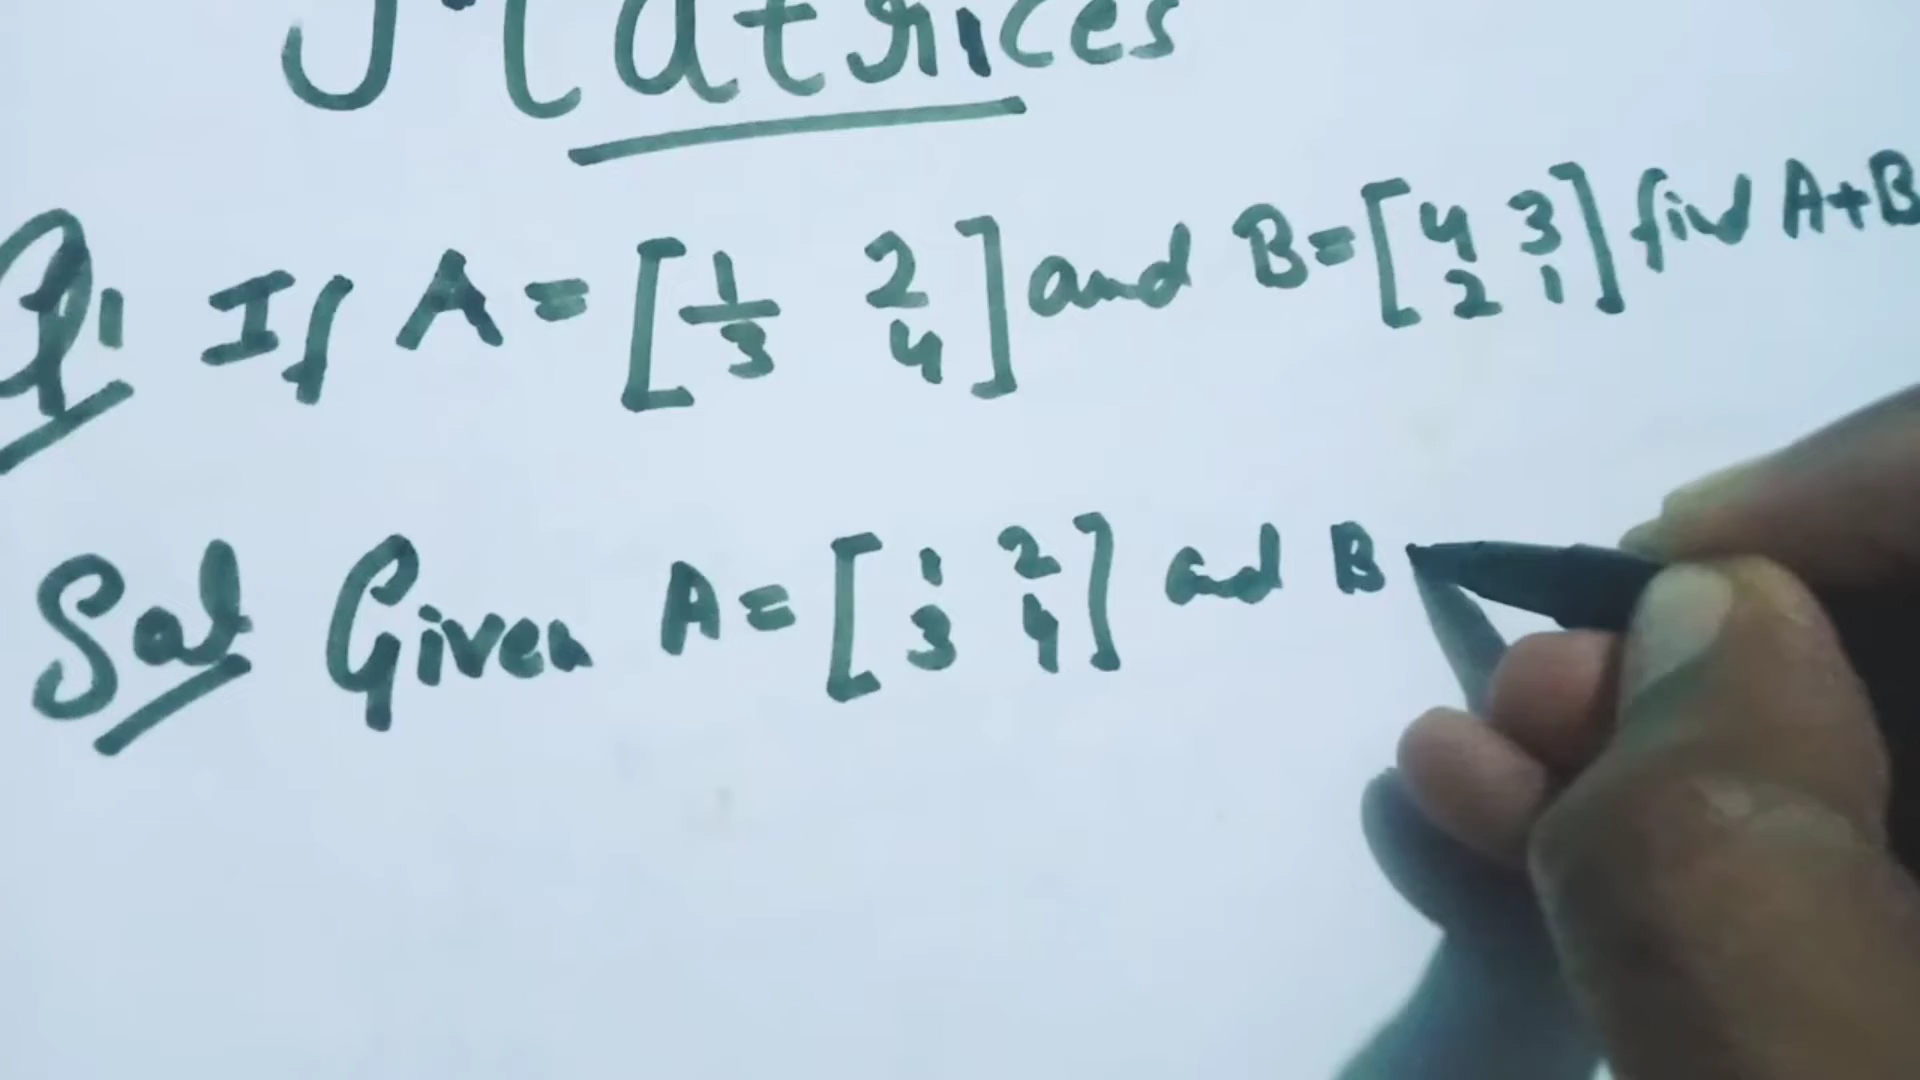 Matrices
Q1 If A = [1 2 3 4] and B = [4 3 2 1] find A+B
Sol Given A = [1 2 3 4] and B